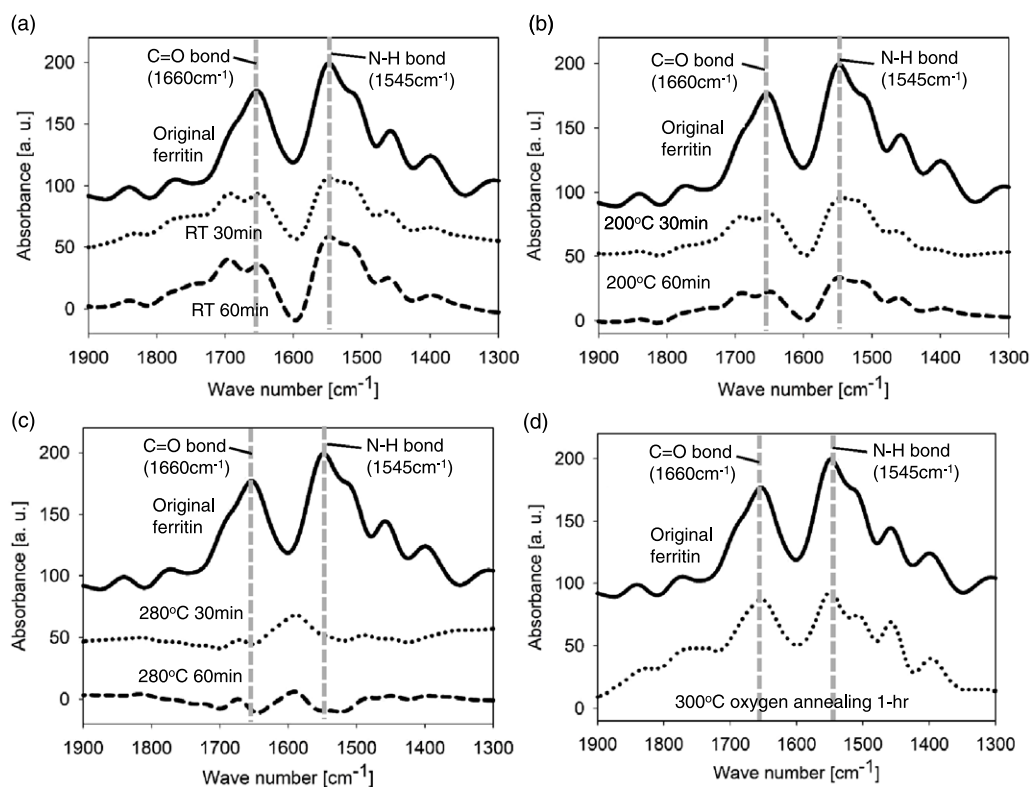 (a)
C=O bond
(1660cm⁻¹)
N-H bond
(1545cm⁻¹)
Original
ferritin
RT 30min
RT 60min
Absorbance [a. u.]
200
150
100
50
0
1900 1800 1700 1600 1500 1400 1300
Wave number [cm⁻¹]
(b)
C=O bond
(1660cm⁻¹)
N-H bond
(1545cm⁻¹)
Original
ferritin
200°C 30min
200°C 60min
Absorbance [a. u.]
200
150
100
50
0
1900 1800 1700 1600 1500 1400 1300
Wave number [cm⁻¹]
(c)
C=O bond
(1660cm⁻¹)
N-H bond
(1545cm⁻¹)
Original
ferritin
280°C 30min
280°C 60min
Absorbance [a. u.]
200
150
100
50
0
1900 1800 1700 1600 1500 1400 1300
Wave number [cm⁻¹]
(d)
C=O bond
(1660cm⁻¹)
N-H bond
(1545cm⁻¹)
Original
ferritin
300°C oxygen annealing 1-hr
Absorbance [a. u.]
200
150
100
50
0
1900 1800 1700 1600 1500 1400 1300
Wave number [cm⁻¹]